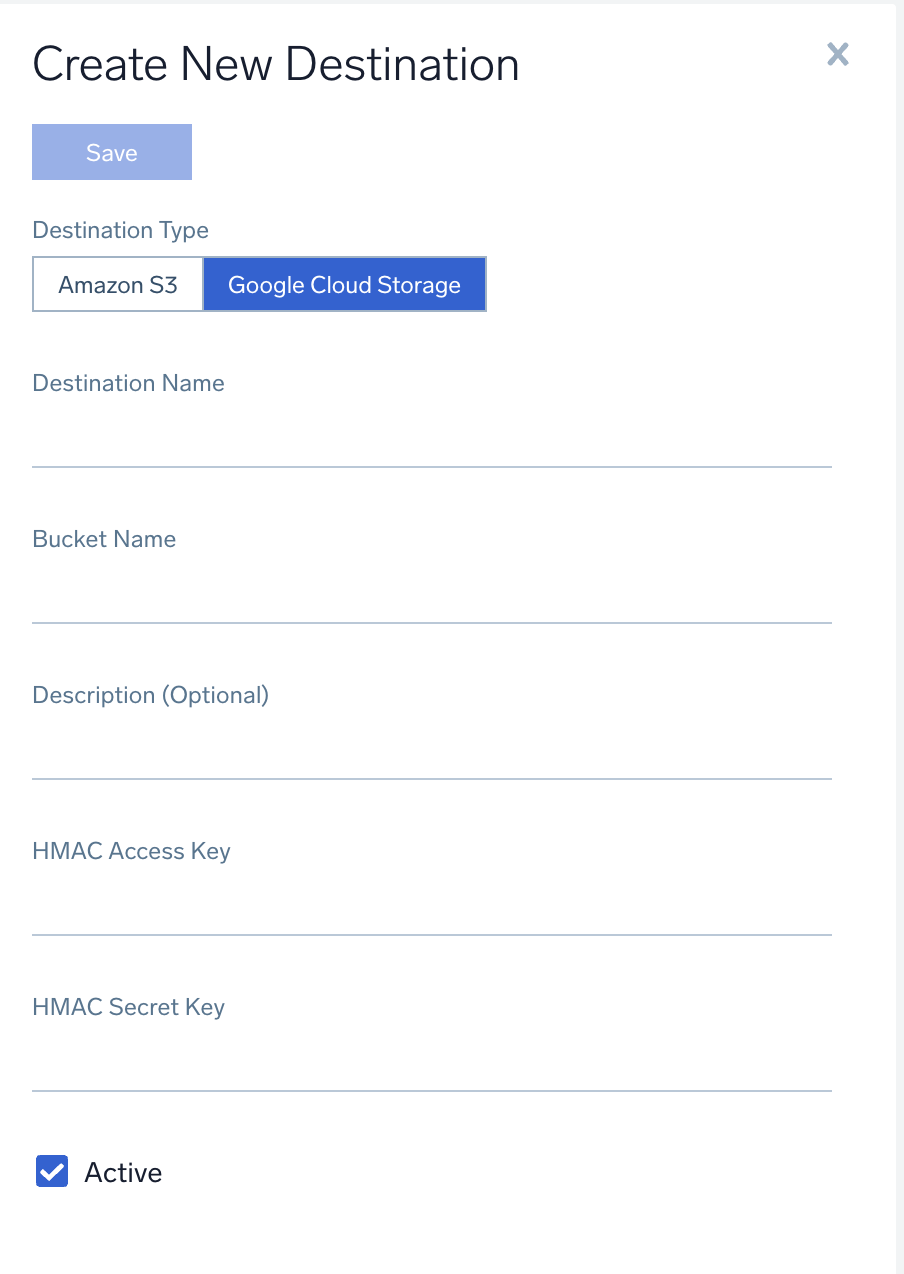 Create New Destination
Save
Destination Type
Amazon S3 Google Cloud Storage
Destination Name
Bucket Name
Description (Optional)
HMAC Access Key
HMAC Secret Key
Active